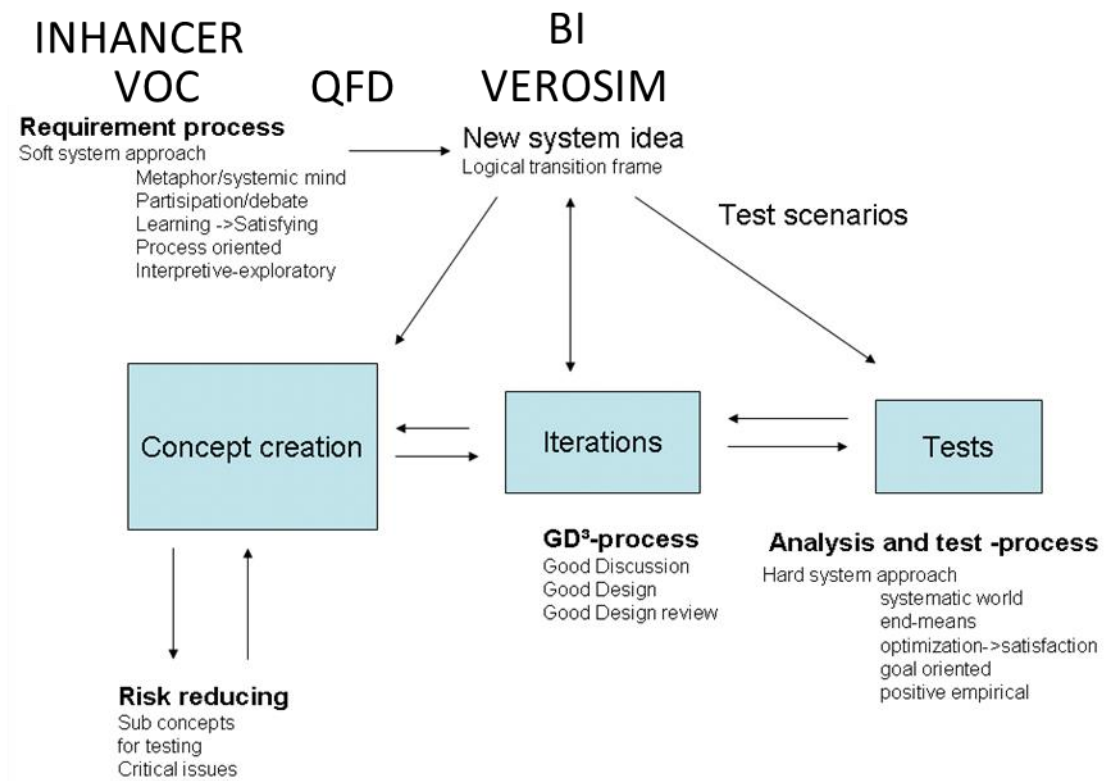 INHANCER
VOC
QFD
BI
VEROSIM
Requirement process
Soft system approach
Metaphor/systemic mind
Partisipation/debate
Learning ->Satisfying
Process oriented
Interpretive-exploratory
New system idea
Logical transition frame
Test scenarios
Concept creation
Iterations
Tests
GD³-process
Good Discussion
Good Design
Good Design review
Analysis and test -process
Hard system approach
systematic world
end-means
optimization->satisfaction
goal oriented
positive empirical
Risk reducing
Sub concepts
for testing
Critical issues